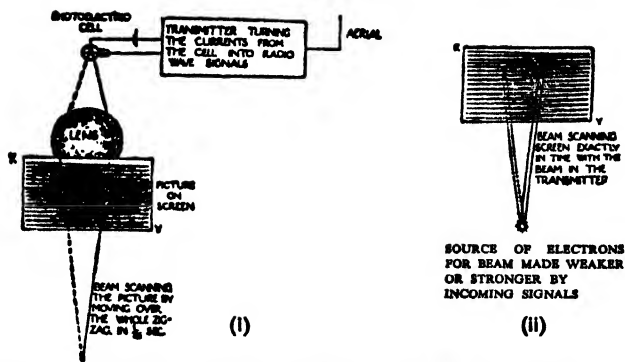 PHOTOELECTRIC
CELL
TRANSMITTER TURNING
THE CURRENTS FROM
THE CELL INTO RADIO
WAVE SIGNALS
AERIAL
LENS
X
PICTURE
ON
SCREEN
Y
BEAM SCANNING
THE PICTURE BY
MOVING OVER
THE WHOLE ZIG-
ZAG. IN SEC.
(i)
X
Y
BEAM SCANNING
SCREEN EXACTLY
IN TIME WITH THE
BEAM IN THE
TRANSMITTER
SOURCE OF ELECTRONS
FOR BEAM MADE WEAKER
OR STRONGER BY
INCOMING SIGNALS
(ii)